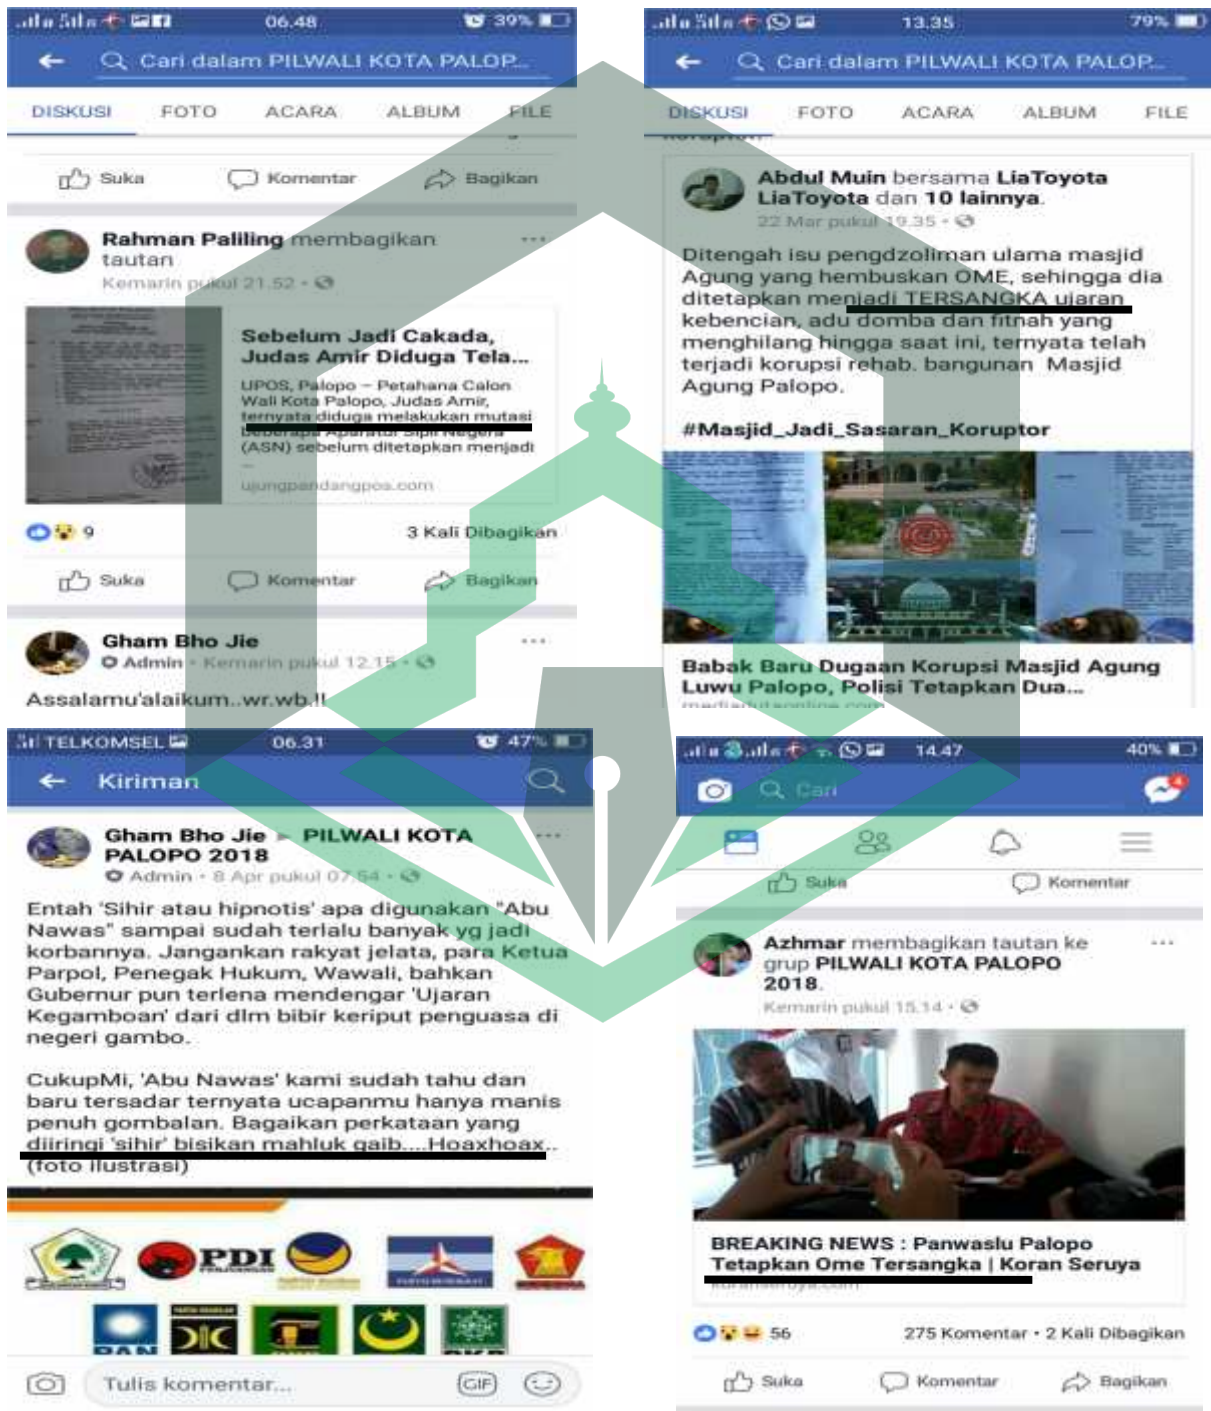 06.48
39%
Cari dalam PILWALI KOTA PALOP...
DISKUSI FOTO ACARA ALBUM FILE
Suka Komentar Bagikan
Rahman Paliling membagikan
tautan
Kemarin pukul 21.52
Sebelum Jadi Cakada,
Judas Amir Diduga Tela...
UPOS, Palopo – Petahana Calon
Wali Kota Palopo, Judas Amir,
ternyata diduga melakukan mutasi
beberapa Aparatur Sipil Negera
(ASN) sebelum ditetapkan menjadi
...
ujungpandangpos.com
9 3 Kali Dibagikan
Suka Komentar Bagikan
Gham Bho Jie
Admin · Kemarin pukul 12.15
Assalamu'alaikum..wr.wb.!!
13.35
79%
Cari dalam PILWALI KOTA PALOP...
DISKUSI FOTO ACARA ALBUM FILE
Abdul Muin bersama LiaToyota
LiaToyota dan 10 lainnya.
22 Mar pukul 19.35
Ditengah isu pengdzoliman ulama masjid
Agung yang hembuskan OME, sehingga dia
ditetapkan menjadi TERSANGKA ujaran
kebencian, adu domba dan fitnah yang
menghilang hingga saat ini, ternyata telah
terjadi korupsi rehab. bangunan Masjid
Agung Palopo.
#Masjid_Jadi_Sasaran_Koruptor
Babak Baru Dugaan Korupsi Masjid Agung
Luwu Palopo, Polisi Tetapkan Dua...
TELKOMSEL 06.31 47%
Kiriman
Gham Bho Jie ▸ PILWALI KOTA
PALOPO 2018
Admin · 8 Apr pukul 07.54
Entah 'Sihir atau hipnotis' apa digunakan "Abu
Nawas" sampai sudah terlalu banyak yg jadi
korbannya. Jangankan rakyat jelata, para Ketua
Parpol, Penegak Hukum, Wawali, bahkan
Gubernur pun terlena mendengar 'Ujaran
Kegamboan' dari dlm bibir keriput penguasa di
negeri gambo.
CukupMi, 'Abu Nawas' kami sudah tahu dan
baru tersadar ternyata ucapanmu hanya manis
penuh gombalan. Bagaikan perkataan yang
diiringi 'sihir' bisikan mahluk gaib....Hoaxhoax..
(foto ilustrasi)
PDI
PAN
Tulis komentar...
GIF
14.47
40%
Cari
4
Suka Komentar
Azhmar membagikan tautan ke
grup PILWALI KOTA PALOPO
2018.
Kemarin pukul 15.14
BREAKING NEWS : Panwaslu Palopo
Tetapkan Ome Tersangka | Koran Seruya
koranseruya.com
56 275 Komentar · 2 Kali Dibagikan
Suka Komentar Bagikan